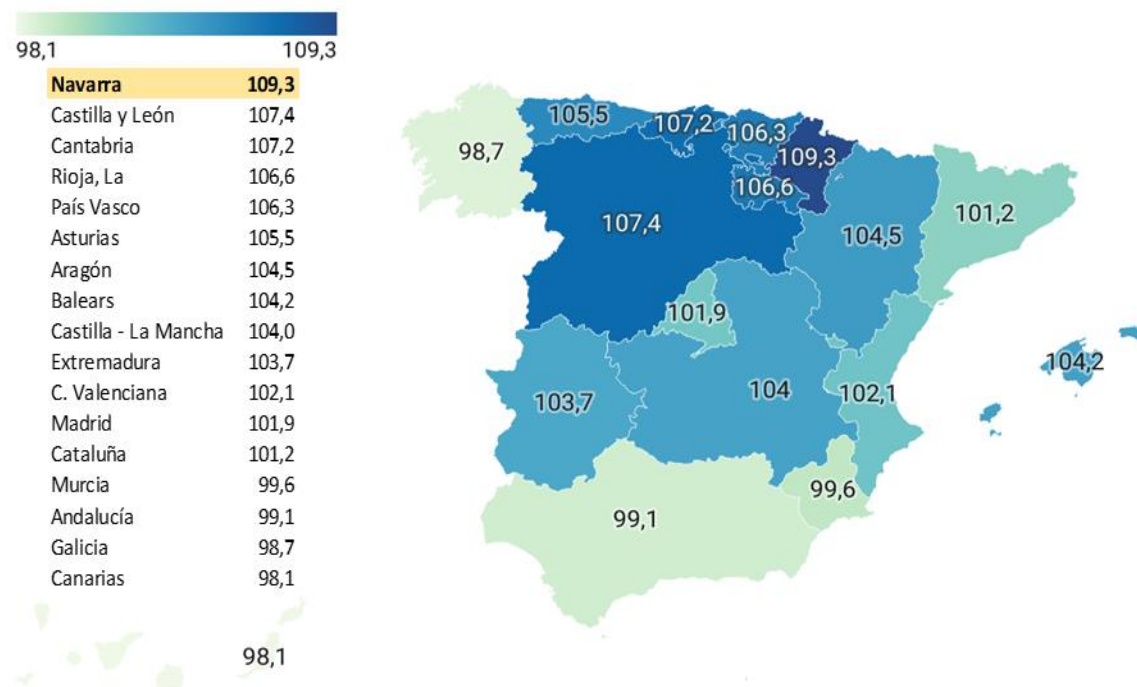 98,1 109,3
Navarra 109,3
Castilla y León 107,4
Cantabria 107,2
Rioja, La 106,6
País Vasco 106,3
Asturias 105,5
Aragón 104,5
Balears 104,2
Castilla - La Mancha 104,0
Extremadura 103,7
C. Valenciana 102,1
Madrid 101,9
Cataluña 101,2
Murcia 99,6
Andalucía 99,1
Galicia 98,7
Canarias 98,1
98,1
105,5
107,2
106,3
98,7
109,3
106,6
101,2
107,4
104,5
101,9
104,2
103,7
104
102,1
99,6
99,1